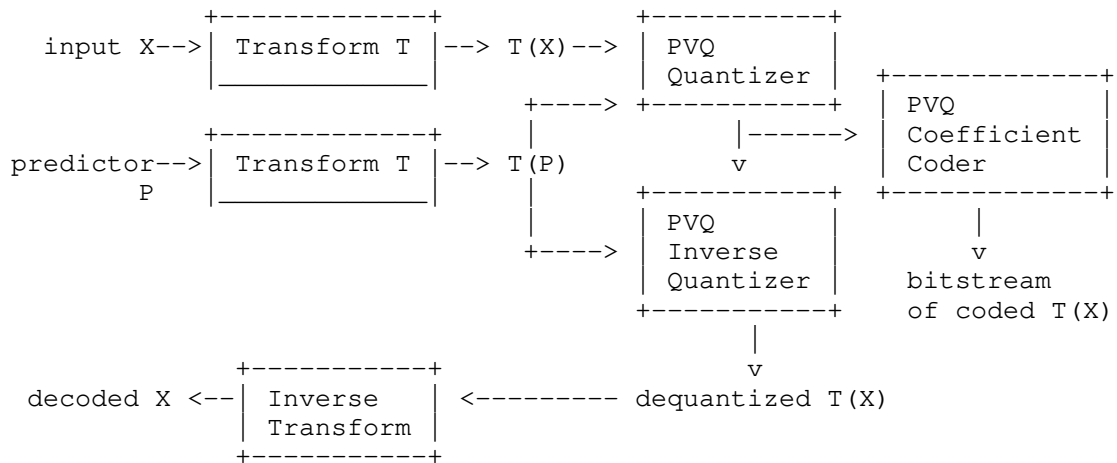 input X-->| Transform T |--> T(X)--> | PVQ
Quantizer
PVQ
Coefficient
Coder
predictor--> Transform T --> T(P)
P
PVQ
Inverse
Quantizer
bitstream
of coded T(X)
v
v
v
decoded X <-- Inverse <--------- dequantized T(X)
Transform